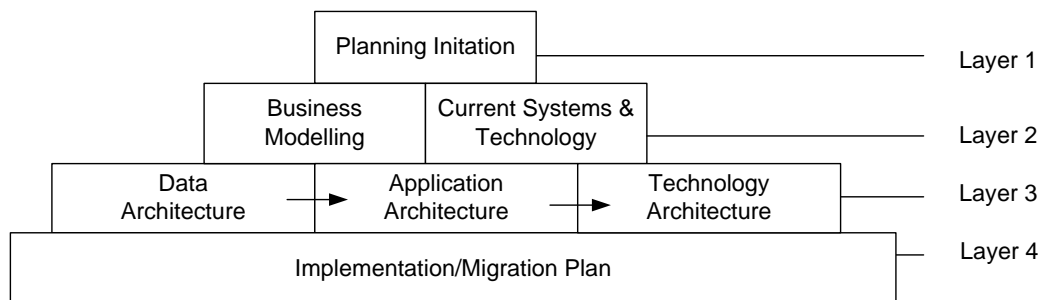 Planning Initation
Layer 1
Business
Modelling
Current Systems &
Technology
Layer 2
Data
Architecture
Application
Architecture
Technology
Architecture
Layer 3
Implementation/Migration Plan
Layer 4